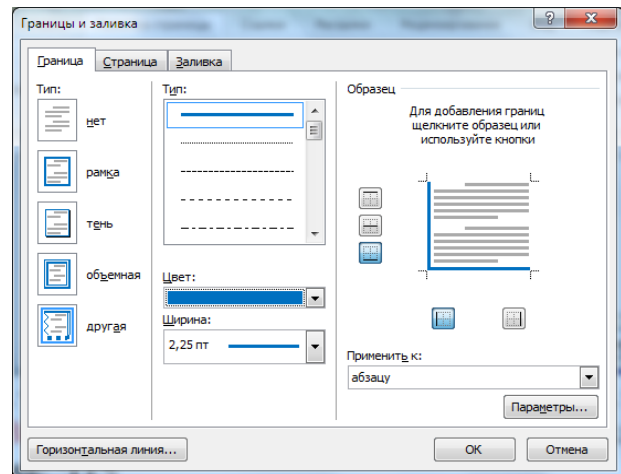 Границы и заливка
Граница
Страница
Заливка
Тип:
нет
рамка
тень
объемная
другая
Тип:
Цвет:
Ширина:
2,25 пт
Образец
Для добавления границ
щелкните образец или
используйте кнопки
Применить к:
абзацу
Параметры...
Горизонтальная линия...
ОК
Отмена